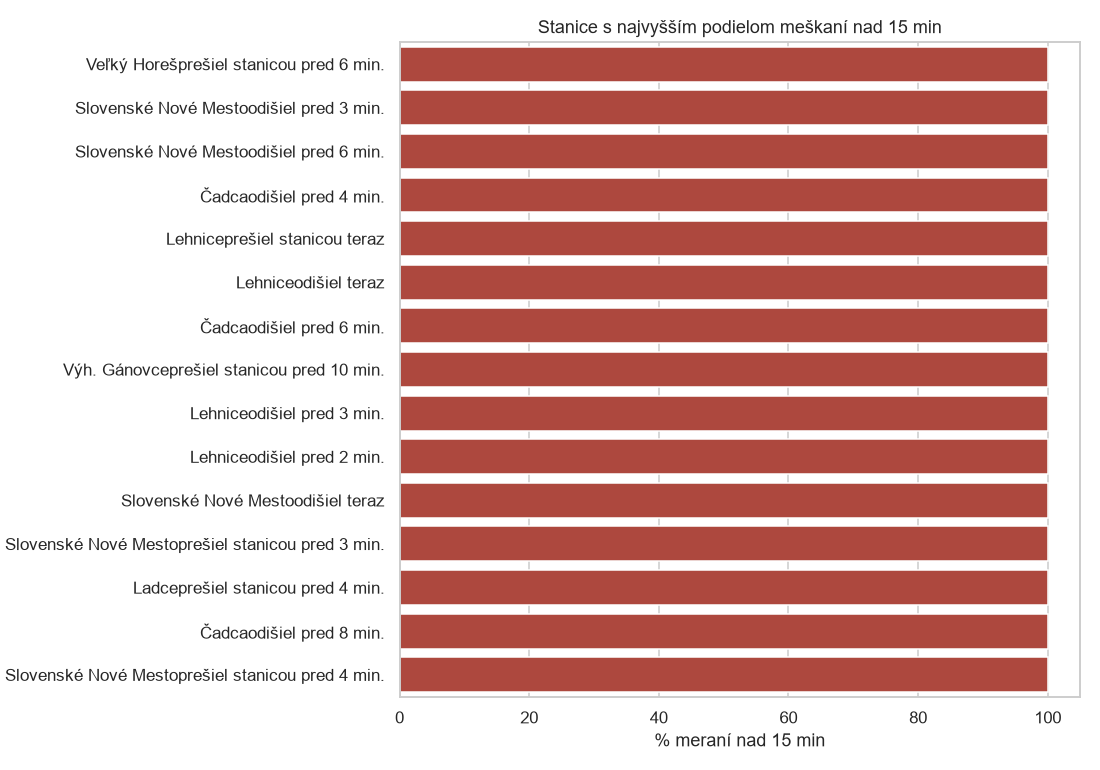 Stanice s najvyšším podielom meškaní nad 15 min
Veľký Horešprešiel stanicou pred 6 min.
Slovenské Nové Mestoodišiel pred 3 min.
Slovenské Nové Mestoodišiel pred 6 min.
Čadcaodišiel pred 4 min.
Lehniceprešiel stanicou teraz
Lehniceodišiel teraz
Čadcaodišiel pred 6 min.
Výh. Gánovceprešiel stanicou pred 10 min.
Lehniceodišiel pred 3 min.
Lehniceodišiel pred 2 min.
Slovenské Nové Mestoodišiel teraz
Slovenské Nové Mestoprešiel stanicou pred 3 min.
Ladceprešiel stanicou pred 4 min.
Čadcaodišiel pred 8 min.
Slovenské Nové Mestoprešiel stanicou pred 4 min.
0 20 40 60 80 100
% meraní nad 15 min